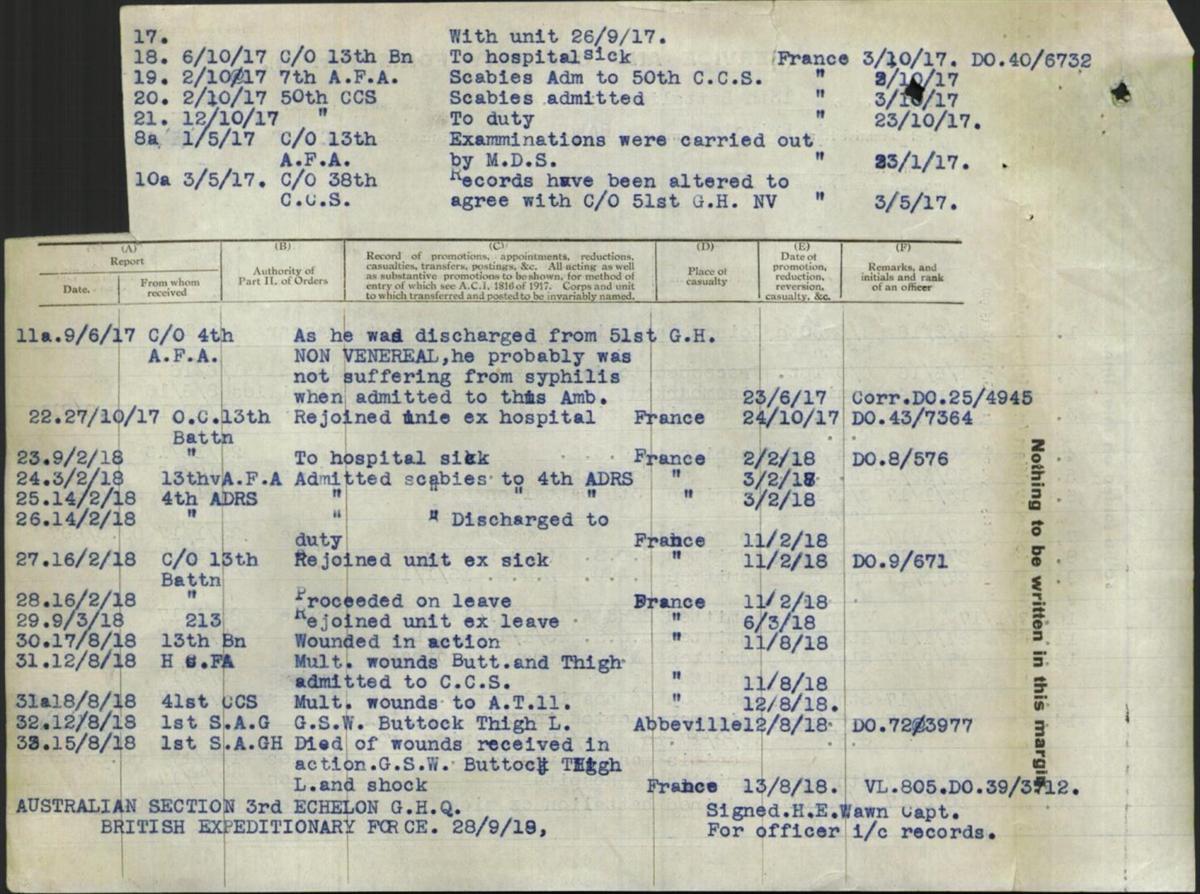 17. With unit 26/9/17.
18. 6/10/17 C/O 13th Bn To hospital sick France 3/10/17. DO.40/6732
19. 2/10/17 7th A.F.A. Scabies Adm to 50th C.C.S. " 2/10/17
20. 2/10/17 50th CCS Scabies admitted " 3/10/17
21. 12/10/17 " To duty " 23/10/17.
8a 1/5/17 C/O 13th Examminations were carried out
A.F.A. by M.D.S. " 23/1/17.
10a 3/5/17. C/O 38th Records have been altered to
C.C.S. agree with C/O 51st G.H. NV " 3/5/17.
(A) (B) (C) (D) (E) (F)
Report Authority of Part II. of Orders Record of promotions, appointments, reductions, Place of casualty Date of Remarks, and
casualties, transfers, postings, &c. All acting as well promotion, initials and rank
Date. From whom received as substantive promotions to be shown, for method of reduction, of an officer
entry of which see A.C.I. 1816 of 1917. Corps and unit reversion,
to which transferred and posted to be invariably named. casualty, &c.
11a.9/6/17 C/O 4th As he was discharged from 51st G.H.
A.F.A. NON VENEREAL,he probably was
not suffering from syphilis
when admitted to this Amb. 23/6/17 Corr.DO.25/4945
22.27/10/17 O.C.13th Rejoined unie ex hospital France 24/10/17 DO.43/7364
Battn
23.9/2/18 " To hospital sick France 2/2/18 DO.8/576
24.3/2/18 13thvA.F.A Admitted scabies to 4th ADRS " 3/2/18
25.14/2/18 4th ADRS " " " " " 3/2/18
26.14/2/18 " " " Discharged to
duty France 11/2/18
27.16/2/18 C/O 13th Rejoined unit ex sick " 11/2/18 DO.9/671
Battn
28.16/2/18 " Proceeded on leave France 11/2/18
29.9/3/18 213 Rejoined unit ex leave " 6/3/18
30.17/8/18 13th Bn Wounded in action " 11/8/18
31.12/8/18 H S.FA Mult. wounds Butt.and Thigh
admitted to C.C.S. " 11/8/18
31a18/8/18 41st CCS Mult. wounds to A.T.11. " 12/8/18.
32.12/8/18 1st S.A.G G.S.W. Buttock Thigh L. Abbeville12/8/18 DO.72/3977
33.15/8/18 1st S.A.GH Died of wounds received in
action.G.S.W. Buttock Thigh
L.and shock France 13/8/18. VL.805.DO.39/3712.
AUSTRALIAN SECTION 3rd ECHELON G.H.Q. Signed.H.E.Wawn Capt.
BRITISH EXPEDITIONARY FORCE. 28/9/18, For officer i/c records.
Nothing to be written in this margin